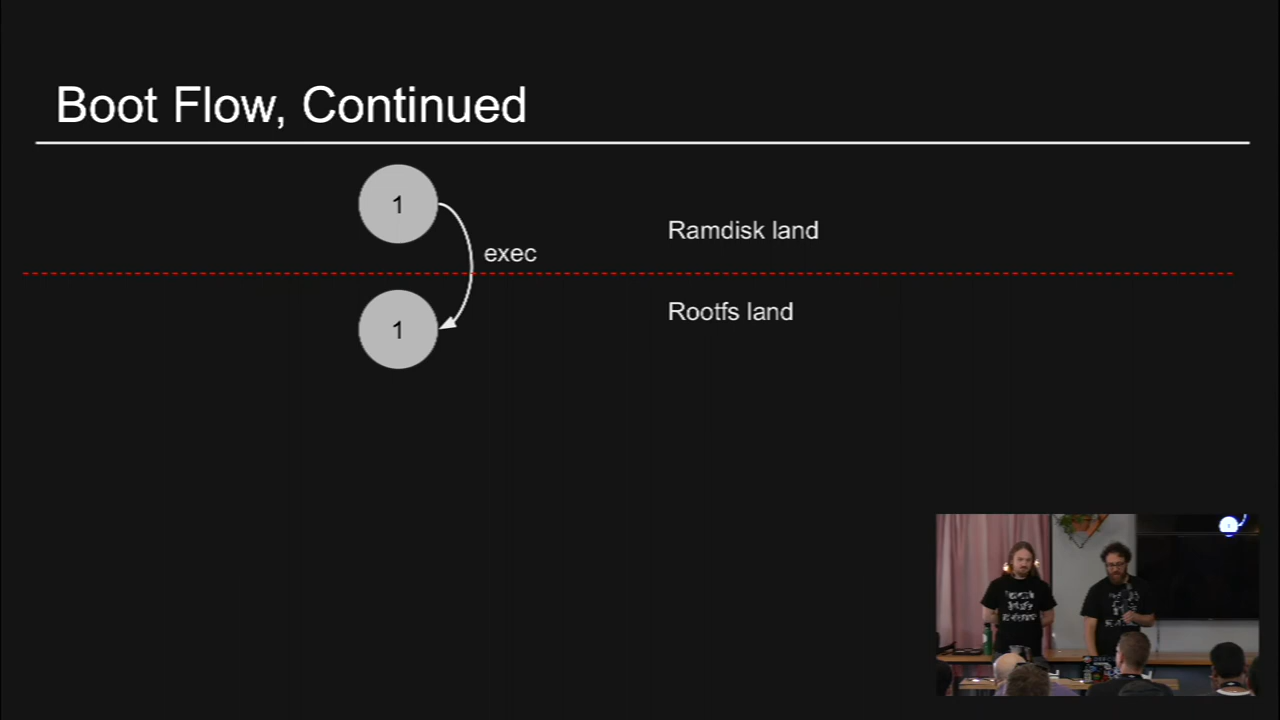 Boot Flow, Continued
1
Ramdisk land
exec
Rootfs land
1